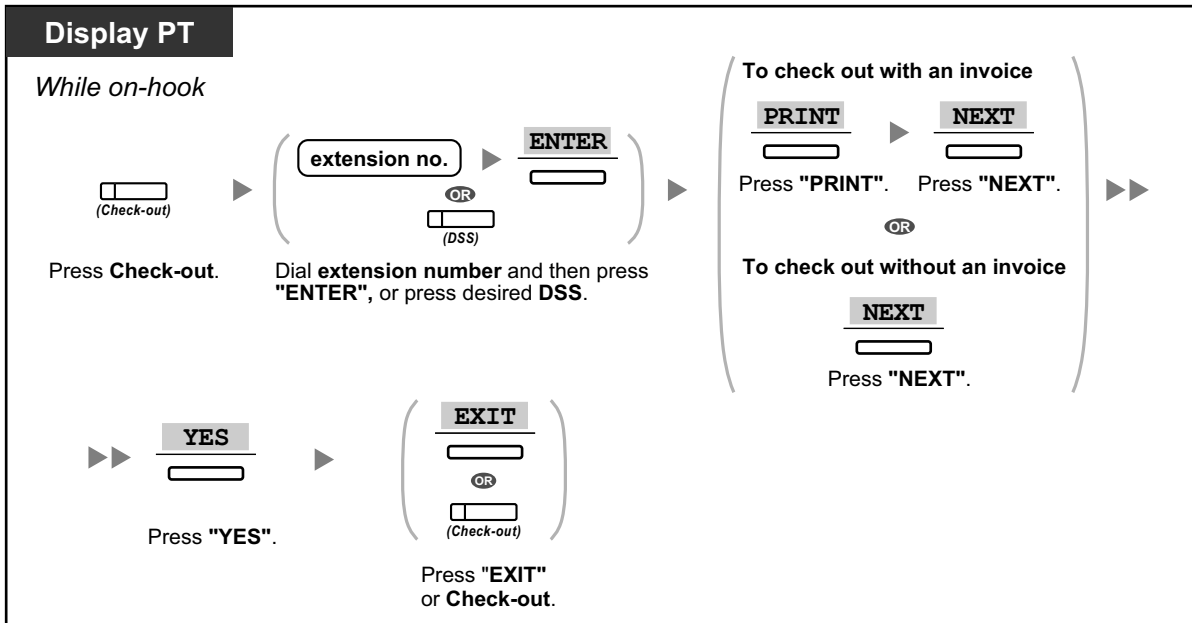 Display PT
While on-hook
(Check-out)
Press Check-out.
extension no.
ENTER
OR
(DSS)
Dial extension number and then press
"ENTER", or press desired DSS.
To check out with an invoice
PRINT
NEXT
Press "PRINT".
Press "NEXT".
OR
To check out without an invoice
NEXT
Press "NEXT".
YES
Press "YES".
EXIT
OR
(Check-out)
Press "EXIT"
or Check-out.